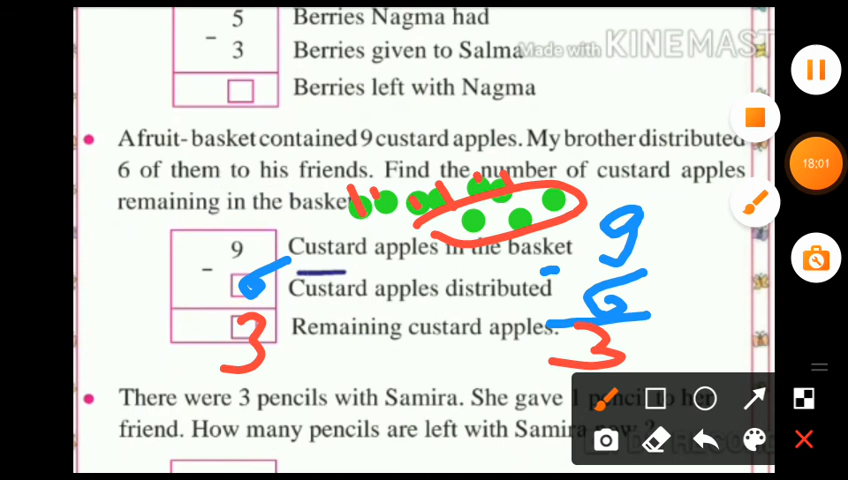 5 Berries Nagma had
- 3 Berries given to Salma
Made with KINEMAST
Berries left with Nagma
A fruit- basket contained 9 custard apples. My brother distributed
6 of them to his friends. Find the number of custard apples
remaining in the basket
9 Custard apples in the basket 9
- 6 Custard apples distributed 6
3 Remaining custard apples. 3
There were 3 pencils with Samira. She gave 1 pencil to her
friend. How many pencils are left with Samira now ?
18:01